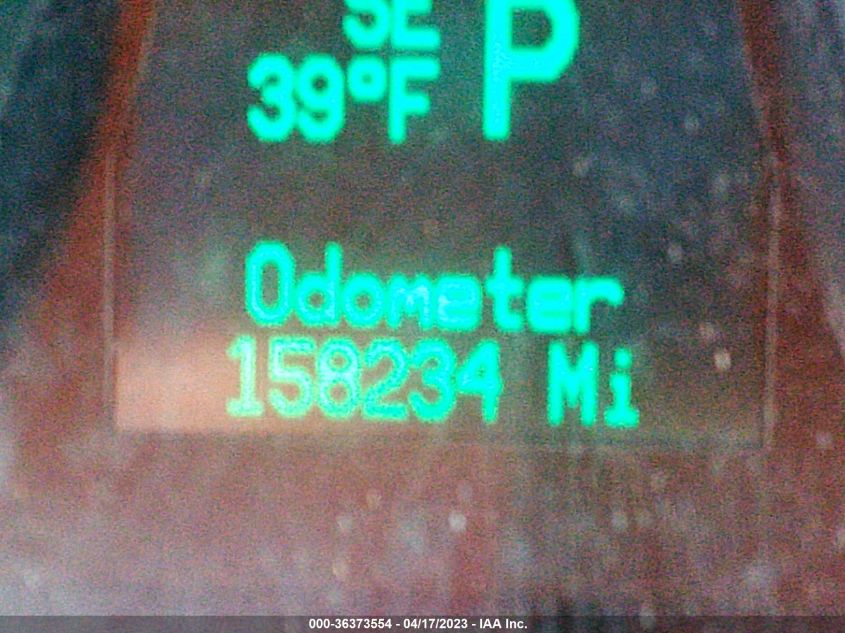 SE P
39°F
Odometer
158234 Mi
000-36373554 - 04/17/2023 - IAA Inc.